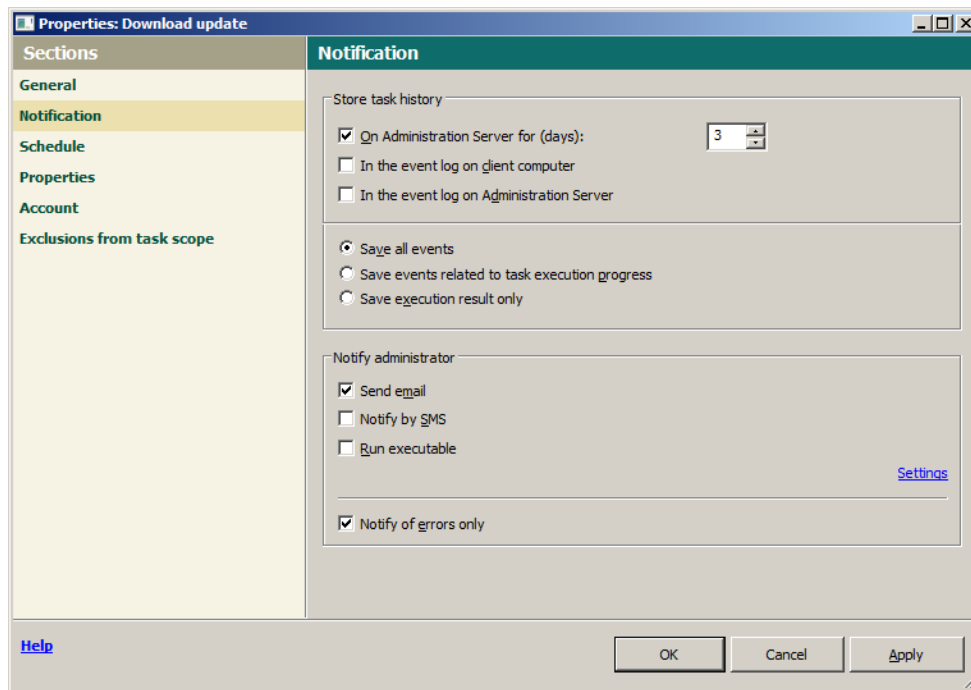 Properties: Download update
Sections
General
Notification
Schedule
Properties
Account
Exclusions from task scope
Notification
Store task history
On Administration Server for (days): 3
In the event log on client computer
In the event log on Administration Server
Save all events
Save events related to task execution progress
Save execution result only
Notify administrator
Send email
Notify by SMS
Run executable
Settings
Notify of errors only
Help
OK Cancel Apply